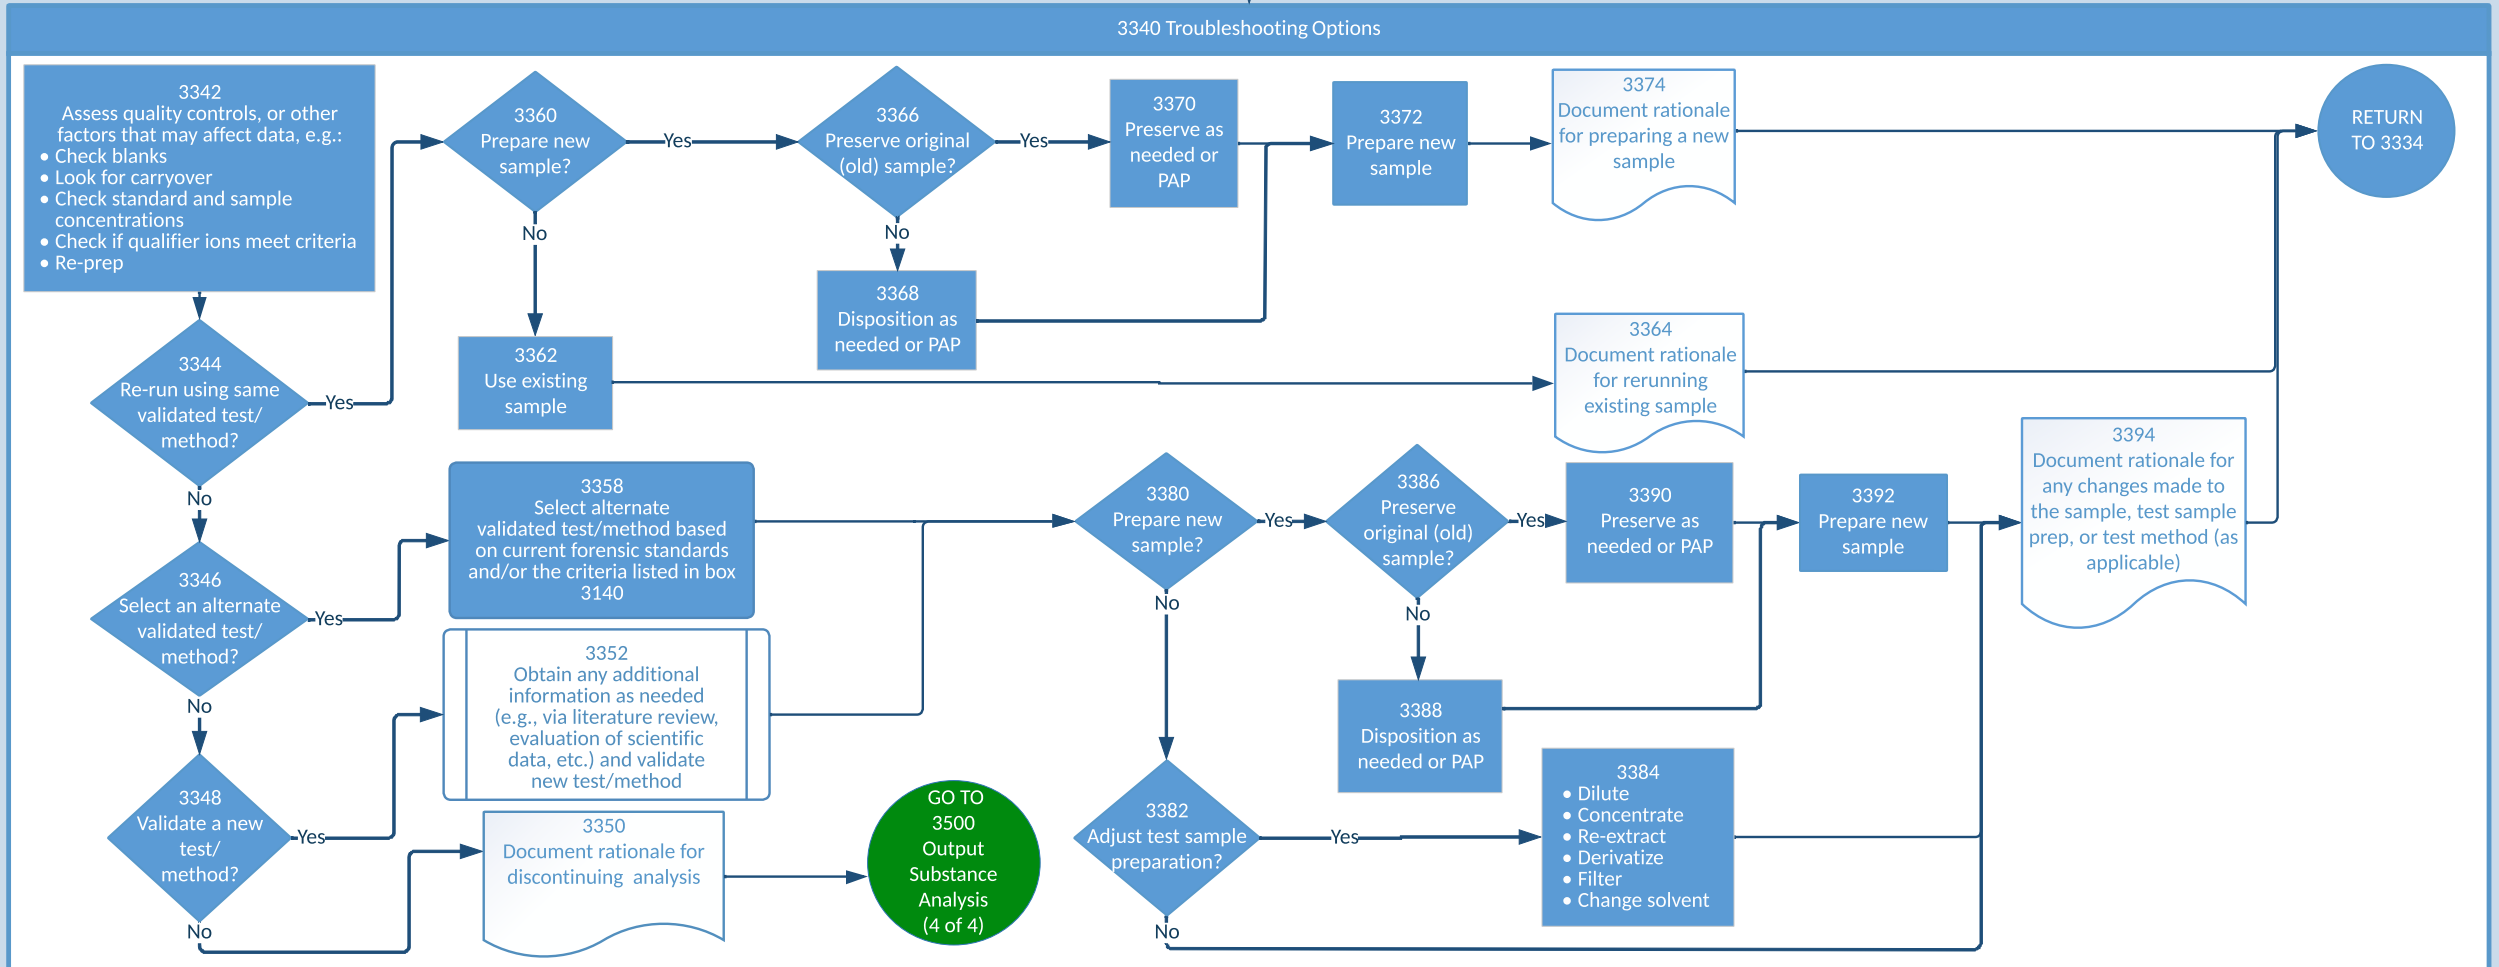 3340 Troubleshooting Options
3342
Assess quality controls, or other
factors that may affect data, e.g.:
• Check blanks
• Look for carryover
• Check standard and sample
concentrations
• Check if qualifier ions meet criteria
• Re-prep
3360
Prepare new
sample?
Yes
No
3366
Preserve original
(old) sample?
Yes
No
3370
Preserve as
needed or
PAP
3372
Prepare new
sample
3374
Document rationale
for preparing a new
sample
RETURN
TO 3334
3368
Disposition as
needed or PAP
3362
Use existing
sample
3364
Document rationale
for rerunning
existing sample
3344
Re-run using same
validated test/
method?
Yes
No
3346
Select an alternate
validated test/
method?
Yes
No
3358
Select alternate
validated test/method based
on current forensic standards
and/or the criteria listed in box
3140
3352
Obtain any additional
information as needed
(e.g., via literature review,
evaluation of scientific
data, etc.) and validate
new test/method
3348
Validate a new
test/
method?
Yes
No
3350
Document rationale for
discontinuing analysis
GO TO
3500
Output
Substance
Analysis
(4 of 4)
3380
Prepare new
sample?
Yes
No
3386
Preserve
original (old)
sample?
Yes
No
3390
Preserve as
needed or PAP
3392
Prepare new
sample
3394
Document rationale for
any changes made to
the sample, test sample
prep, or test method (as
applicable)
3388
Disposition as
needed or PAP
3382
Adjust test sample
preparation?
Yes
No
3384
• Dilute
• Concentrate
• Re-extract
• Derivatize
• Filter
• Change solvent